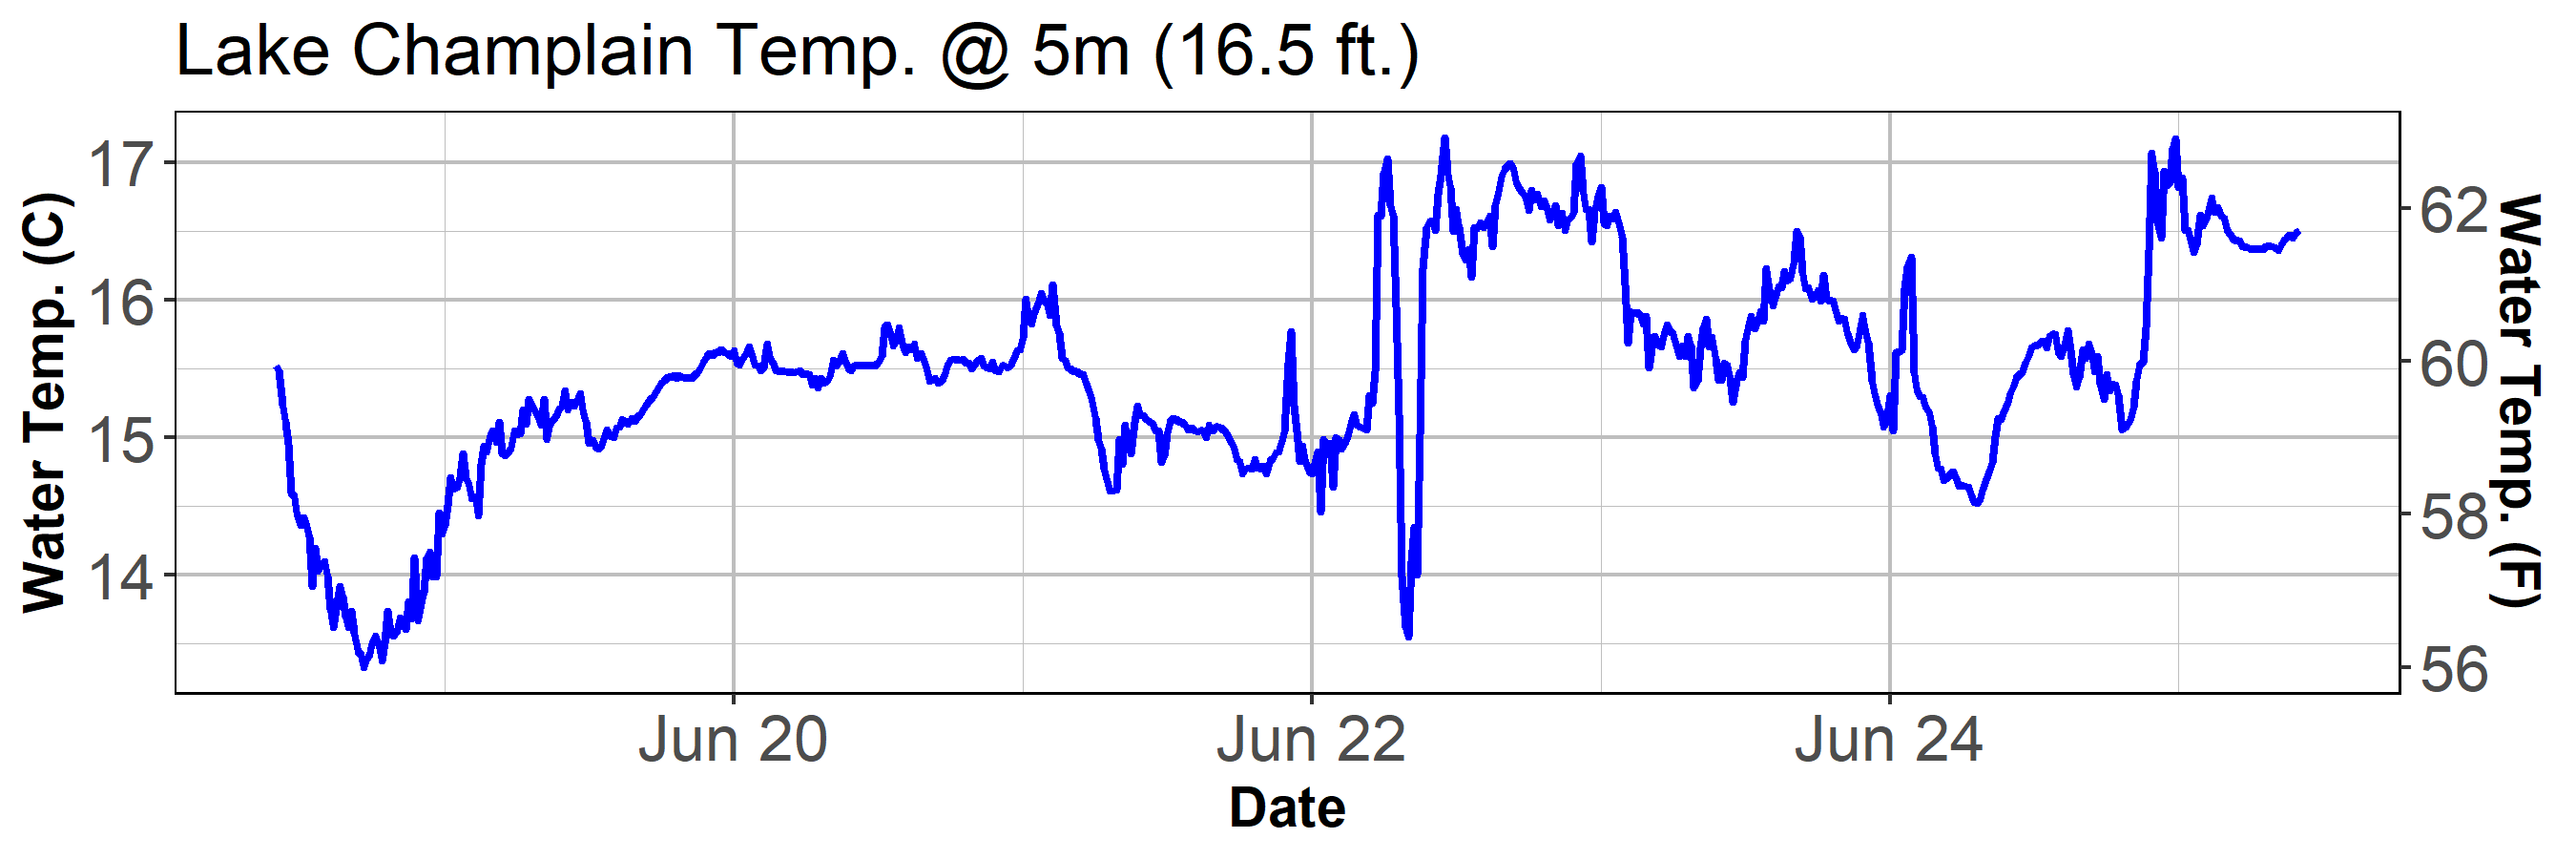 Lake Champlain Temp. @ 5m (16.5 ft.)
Water Temp. (C)
17
16
15
14
62
60
58
56
Water Temp. (F)
Jun 20
Jun 22
Jun 24
Date